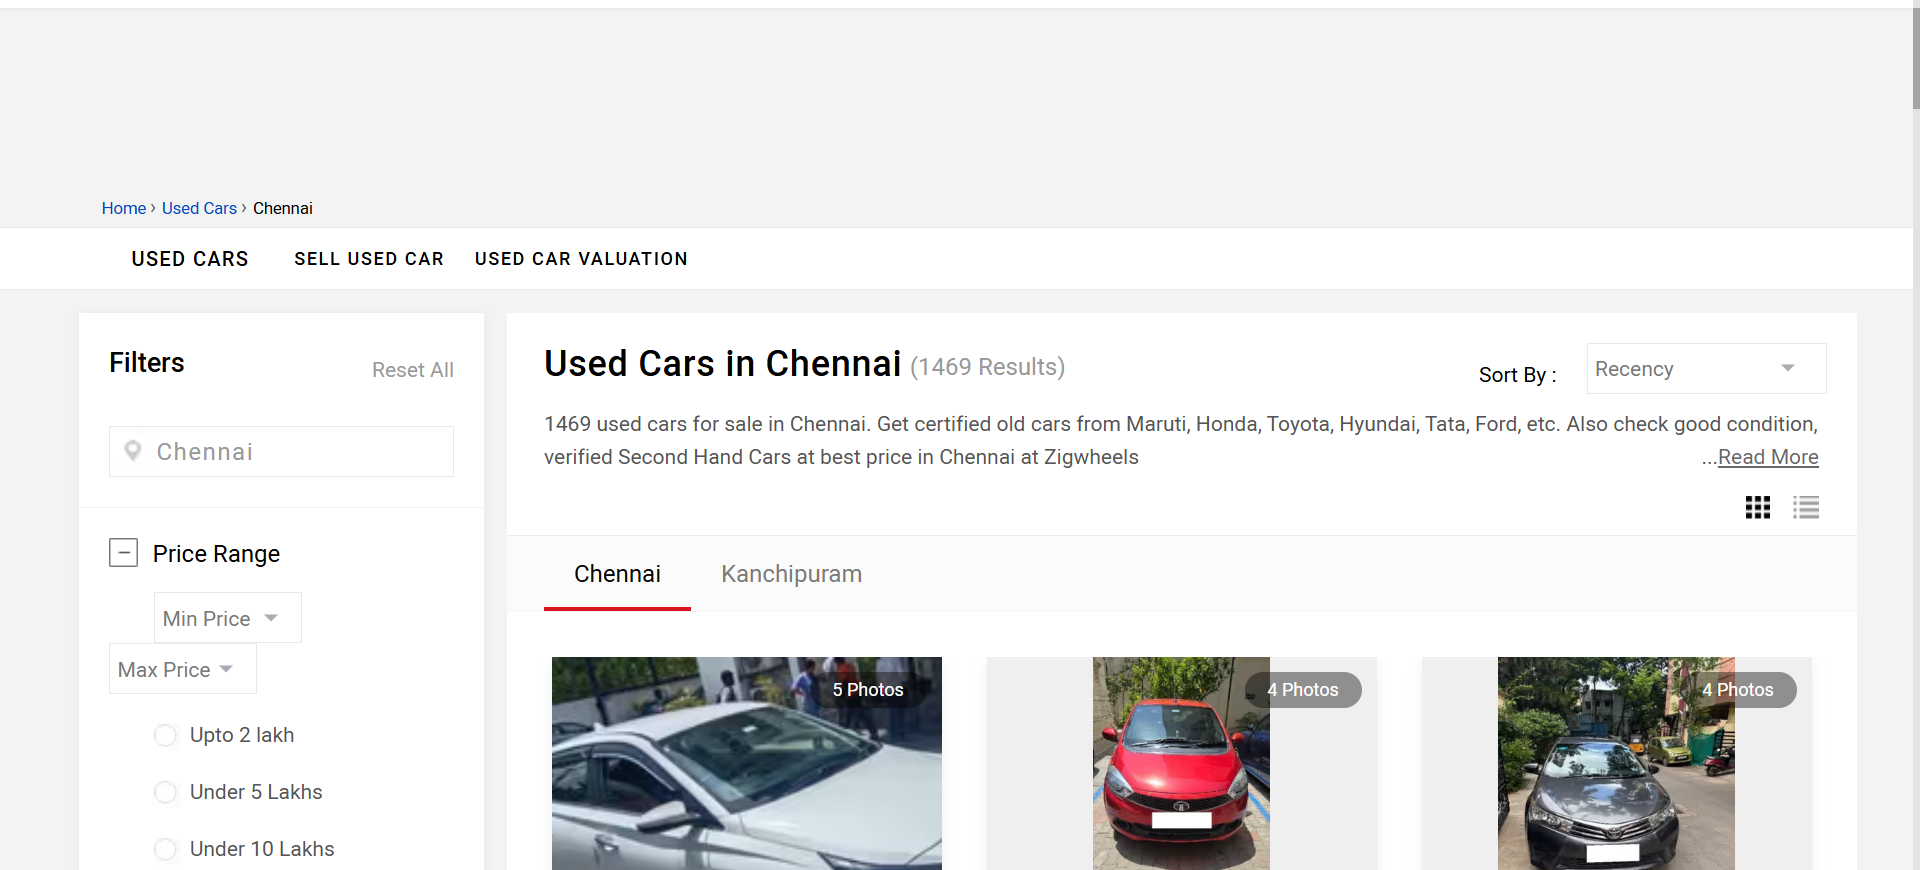 Home › Used Cars › Chennai
USED CARS SELL USED CAR USED CAR VALUATION
Filters
Reset All
Chennai
Price Range
Min Price
Max Price
Upto 2 lakh
Under 5 Lakhs
Under 10 Lakhs
Used Cars in Chennai (1469 Results)
Sort By :
Recency
1469 used cars for sale in Chennai. Get certified old cars from Maruti, Honda, Toyota, Hyundai, Tata, Ford, etc. Also check good condition,
verified Second Hand Cars at best price in Chennai at Zigwheels
...Read More
Chennai Kanchipuram
5 Photos
4 Photos
4 Photos